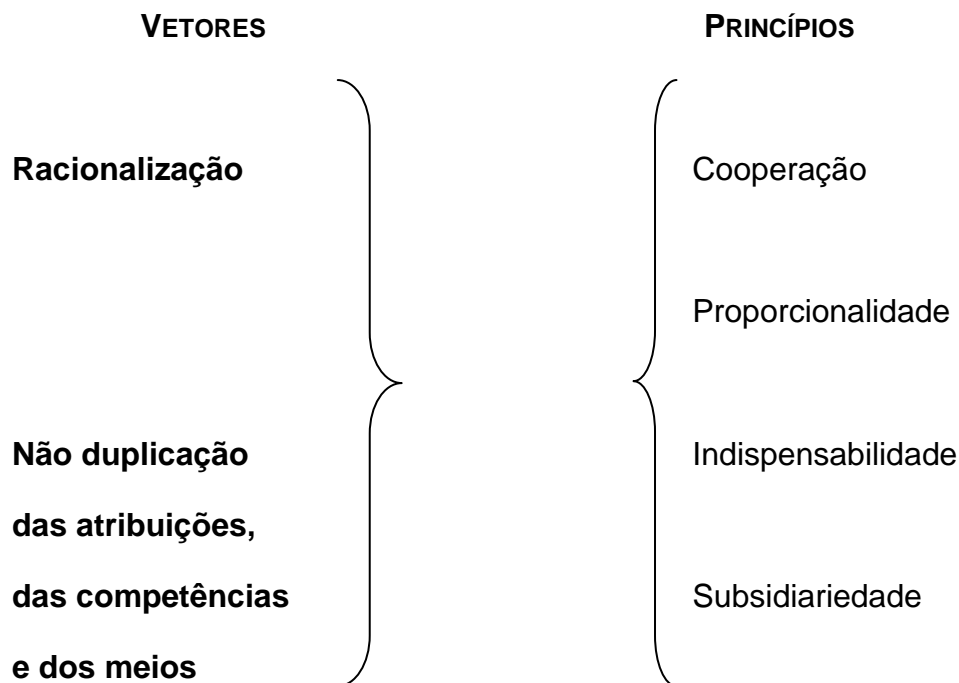 VETORES
Racionalização
Não duplicação
das atribuições,
das competências
e dos meios
PRINCÍPIOS
Cooperação
Proporcionalidade
Indispensabilidade
Subsidiariedade